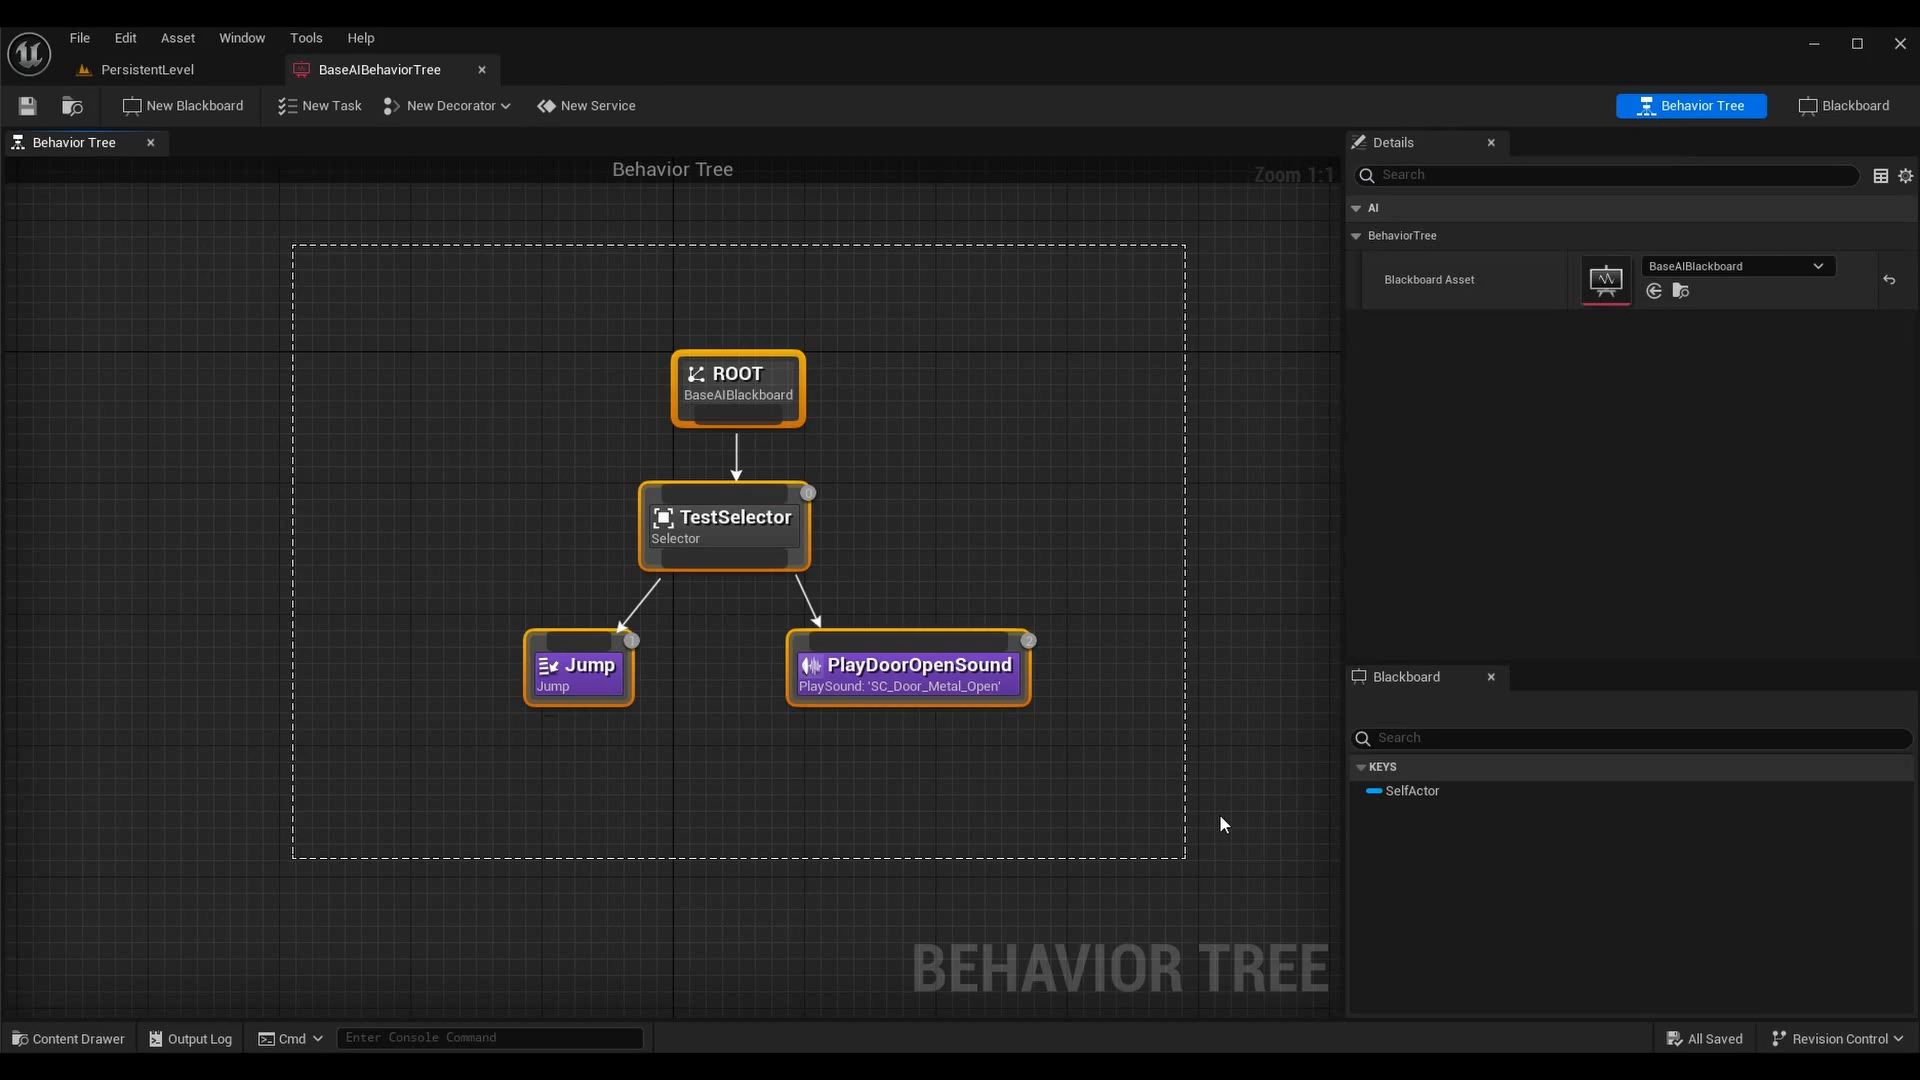 File Edit Asset Window Tools Help
PersistentLevel BaseAIBehaviorTree
New Blackboard New Task New Decorator New Service Behavior Tree Blackboard
Behavior Tree
Details
Behavior Tree
Zoom 1:1
Search
AI
BehaviorTree
Blackboard Asset
BaseAIBlackboard
ROOT
BaseAIBlackboard
0
TestSelector
Selector
1
Jump
Jump
2
PlayDoorOpenSound
PlaySound: 'SC_Door_Metal_Open'
Blackboard
Search
KEYS
SelfActor
BEHAVIOR TREE
Content Drawer Output Log Cmd Enter Console Command All Saved Revision Control